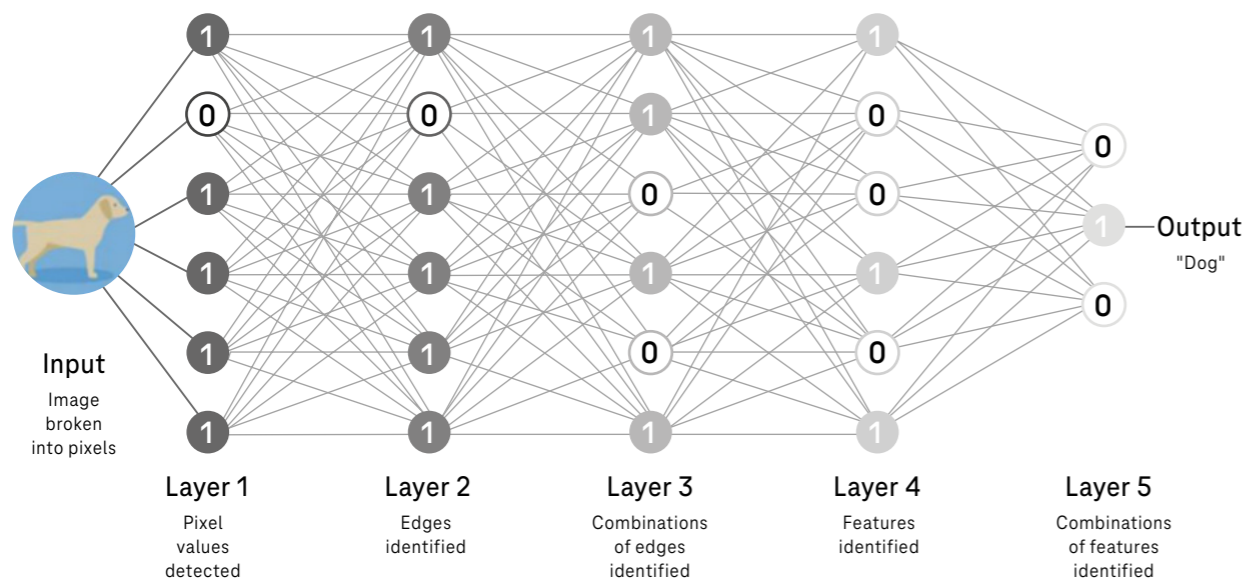 1 1 1 1
0 0 1 0
0
1 1 0 0
1 Output
"Dog"
1 1 1 1
0
1 1 0 0
Input
Image
broken
into pixels
1 1 1 1
Layer 1
Pixel
values
detected
Layer 2
Edges
identified
Layer 3
Combinations
of edges
identified
Layer 4
Features
identified
Layer 5
Combinations
of features
identified